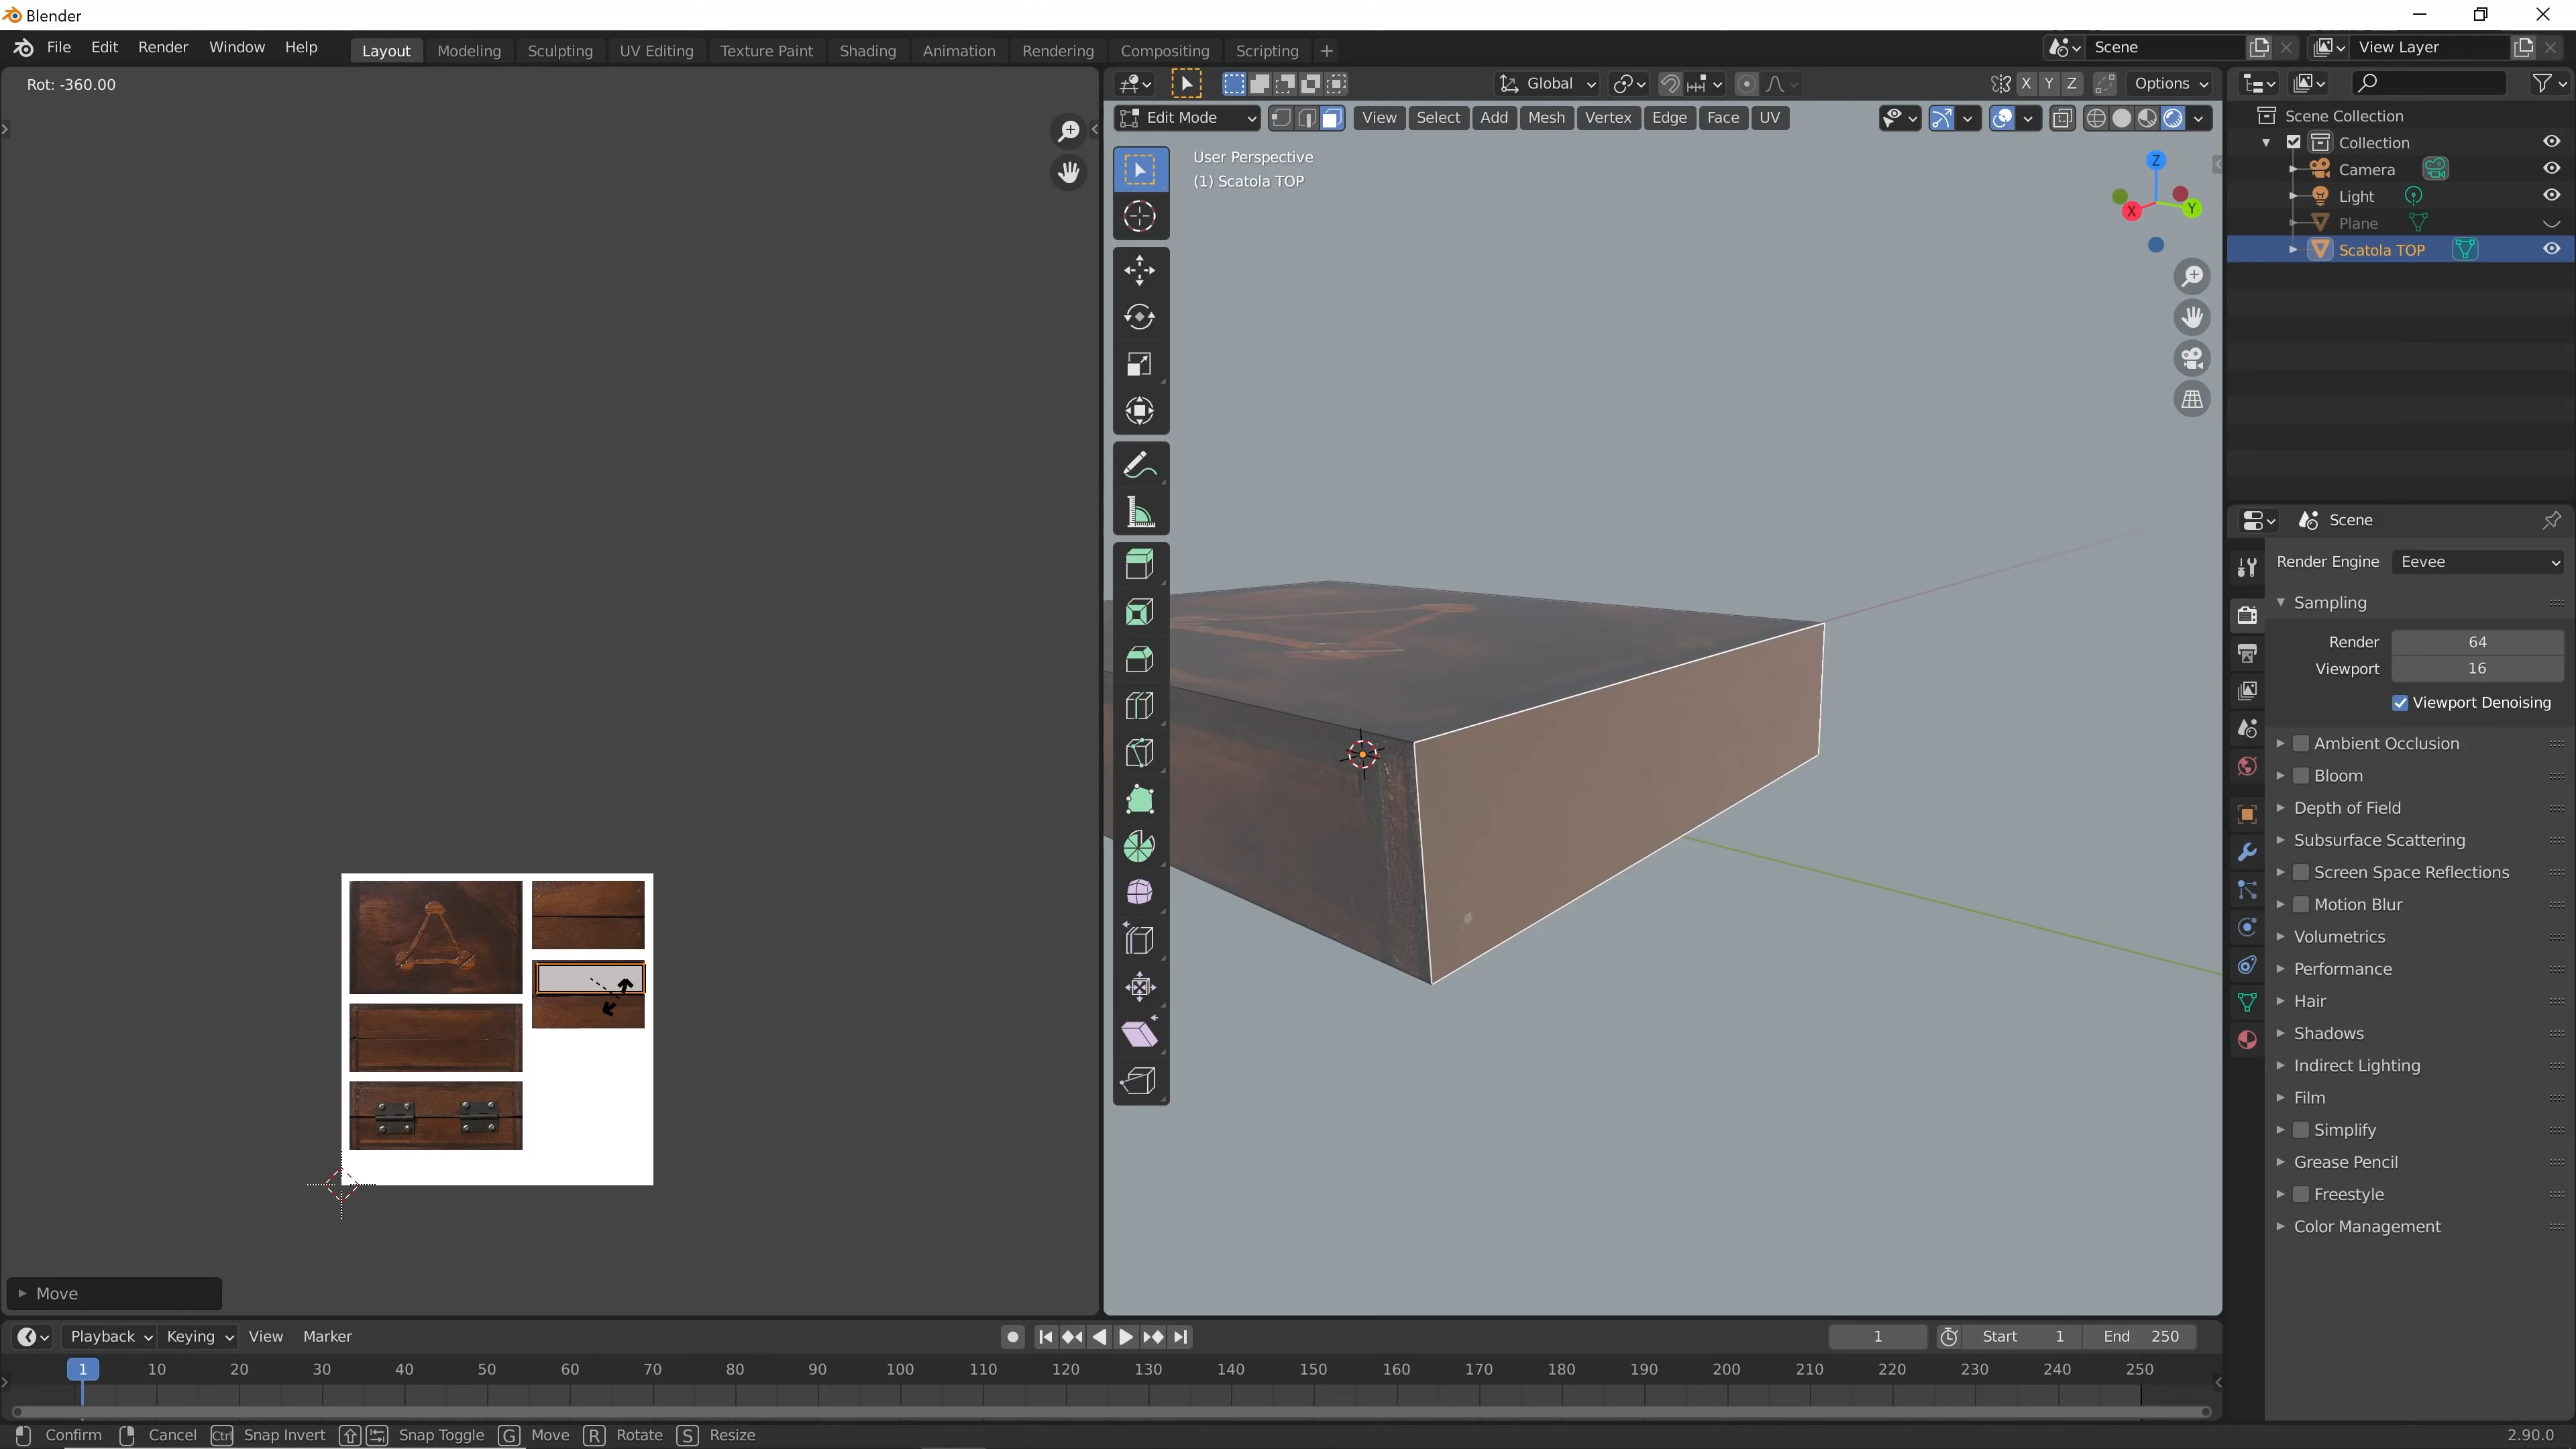 Blender
File Edit Render Window Help Layout Modeling Sculpting UV Editing Texture Paint Shading Animation Rendering Compositing Scripting + Scene View Layer
Rot: -360.00
Global X Y Z Options
Edit Mode View Select Add Mesh Vertex Edge Face UV
User Perspective
(1) Scatola TOP
Z
X
Y
Scene Collection
Collection
Camera
Light
Plane
Scatola TOP
Scene
Render Engine Eevee
Sampling
Render 64
Viewport 16
Viewport Denoising
Ambient Occlusion
Bloom
Depth of Field
Subsurface Scattering
Screen Space Reflections
Motion Blur
Volumetrics
Performance
Hair
Shadows
Indirect Lighting
Film
Simplify
Grease Pencil
Freestyle
Color Management
Move
Playback Keying View Marker 1 Start 1 End 250
1 10 20 30 40 50 60 70 80 90 100 110 120 130 140 150 160 170 180 190 200 210 220 230 240 250
Confirm Cancel Ctrl Snap Invert Snap Toggle G Move R Rotate S Resize 2.90.0